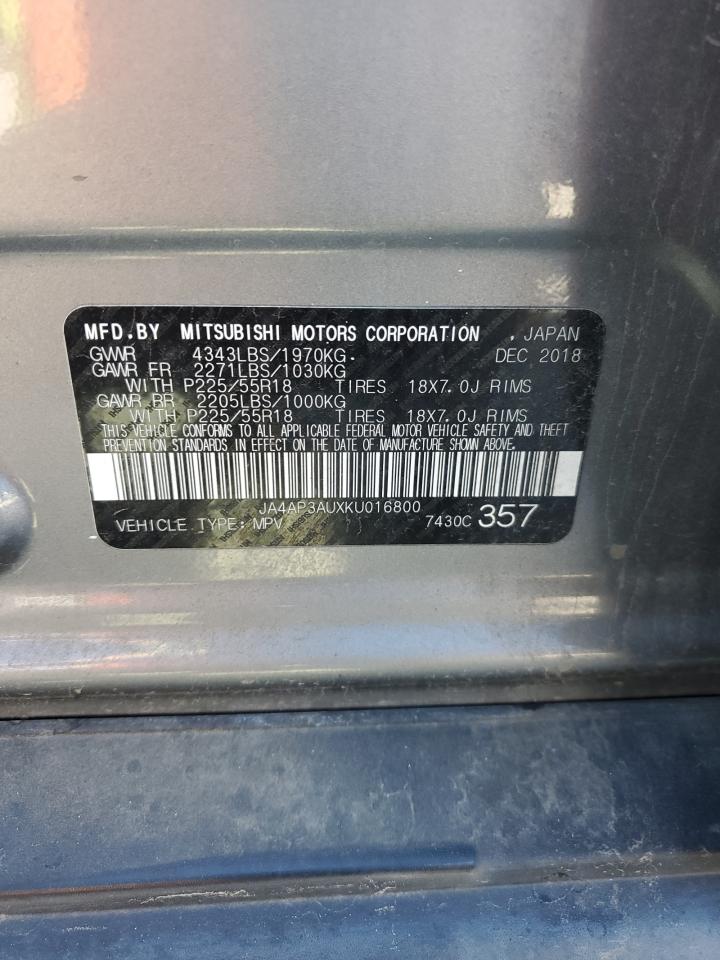 MFD.BY MITSUBISHI MOTORS CORPORATION , JAPAN
GVWR 4343LBS/1970KG. DEC 2018
GAWR FR 2271LBS/1030KG
WITH P225/55R18 TIRES 18X7.0J RIMS
GAWR RR 2205LBS/1000KG
WITH P225/55R18 TIRES 18X7.0J RIMS
THIS VEHICLE CONFORMS TO ALL APPLICABLE FEDERAL MOTOR VEHICLE SAFETY AND THEFT
PREVENTION STANDARDS IN EFFECT ON THE DATE OF MANUFACTURE SHOWN ABOVE.
JA4AP3AUXKU016800
VEHICLE TYPE: MPV 7430C 357